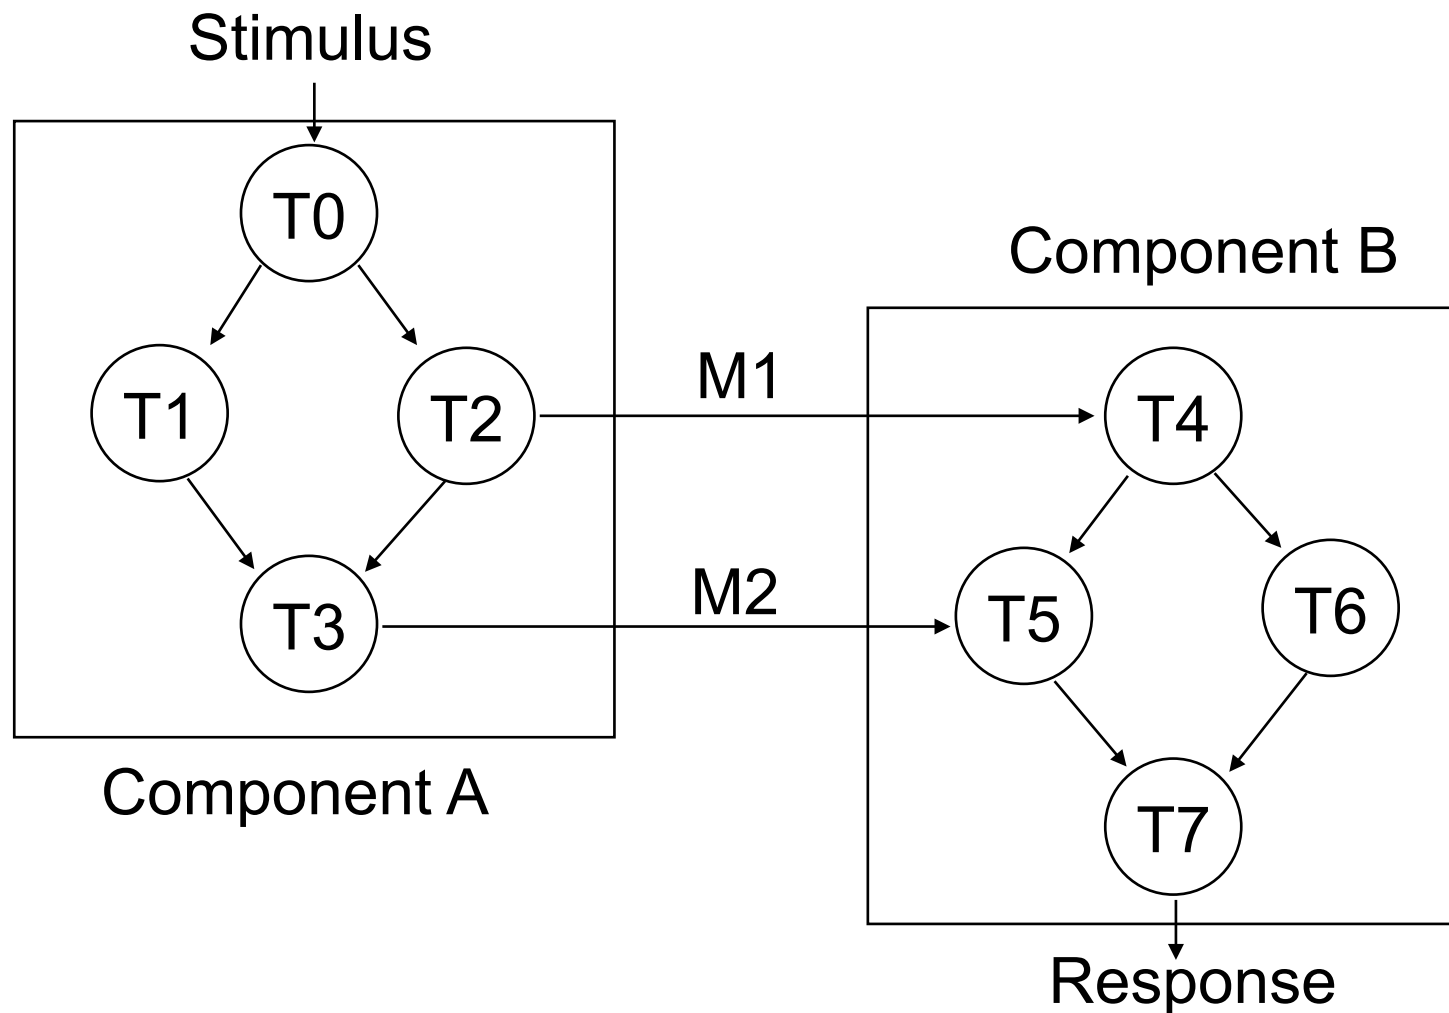 Stimulus
T0
Component B
T1
T2
M1
T4
T3
M2
T5
T6
Component A
T7
Response